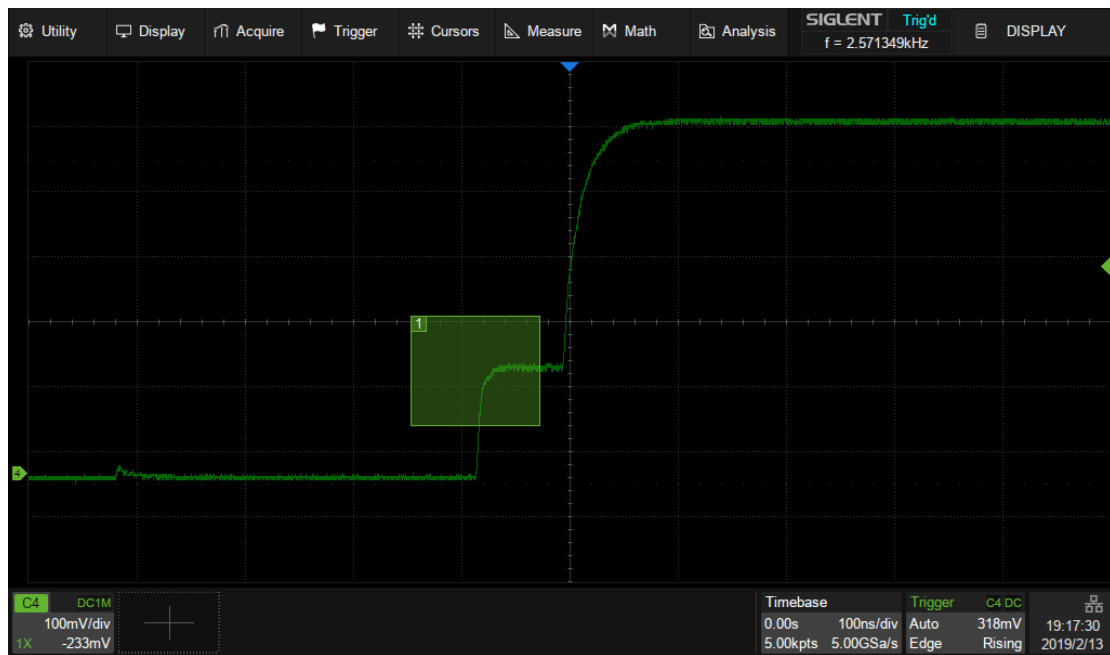 Utility Display Acquire Trigger Cursors Measure Math Analysis SIGLENT Trig'd DISPLAY
f = 2.571349kHz
1
4
C4 DC1M Timebase Trigger C4 DC
100mV/div 0.00s 100ns/div Auto 318mV 19:17:30
1X -233mV 5.00kpts 5.00GSa/s Edge Rising 2019/2/13